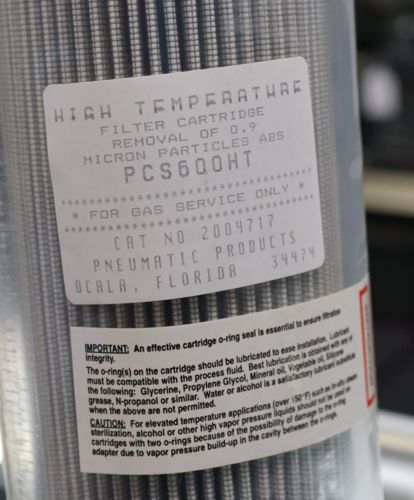 HIGH TEMPERATURE
FILTER CARTRIDGE
REMOVAL OF 0.9
MICRON PARTICLES ABS
PCS600HT
********************
* FOR GAS SERVICE ONLY *
********************
CAT NO 2004717
PNEUMATIC PRODUCTS
OCALA, FLORIDA 34474
IMPORTANT: An effective cartridge o-ring seal is essential to ensure filtration
integrity.
The o-ring(s) on the cartridge should be lubricated to ease installation. Lubricant
must be compatible with the process fluid. Best lubrication is obtained with any of
the following: Glycerine, Propylene Glycol, Mineral oil, Vegetable oil, Silicone
grease, N-propanol or similar. Water or alcohol is a satisfactory lubricant substitute
when the above are not permitted.
CAUTION: For elevated temperature applications (over 150°F) such as in-situ steam
sterilization, alcohol or other high vapor pressure liquids should not be used on
cartridges with two o-rings because of the possibility of damage to the o-ring
adapter due to vapor pressure build-up in the cavity between the o-rings.